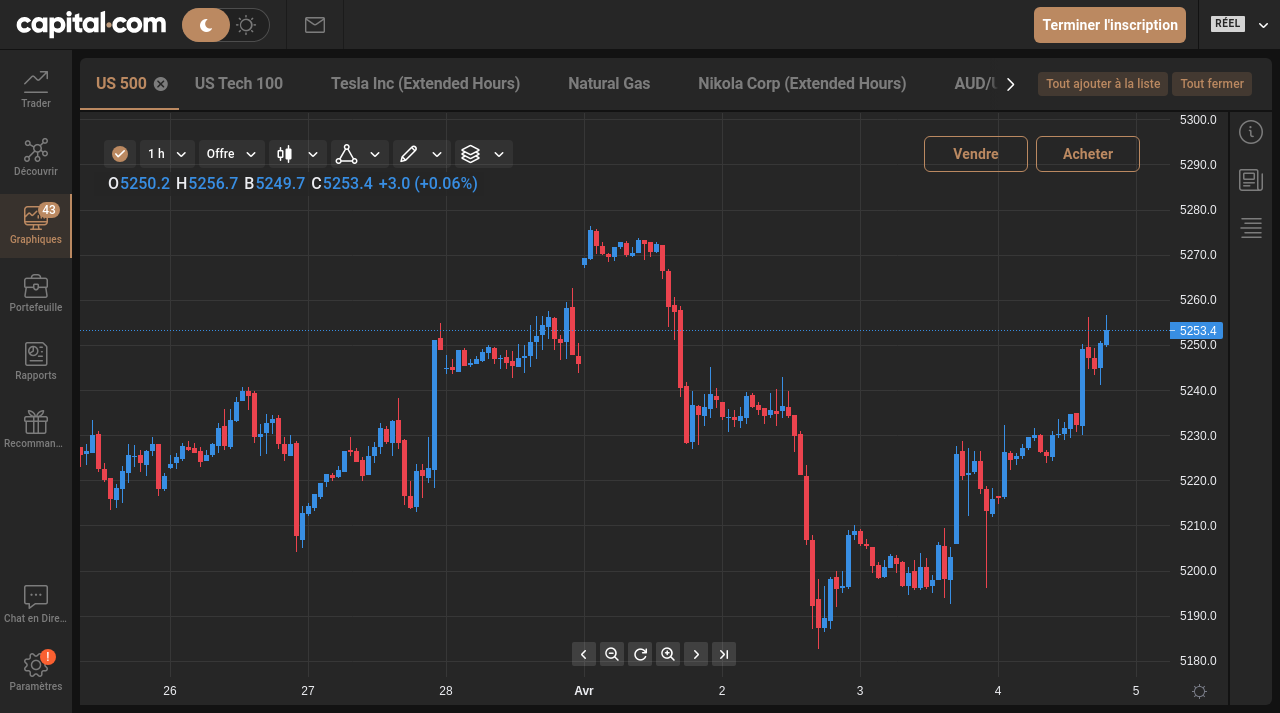 capital.com
Terminer l'inscription
RÉEL
Trader
Découvrir
43
Graphiques
Portefeuille
Rapports
Recomman...
Chat en Dire...
!
Paramètres
US 500
US Tech 100
Tesla Inc (Extended Hours)
Natural Gas
Nikola Corp (Extended Hours)
AUD/
Tout ajouter à la liste
Tout fermer
1 h
Offre
Vendre
Acheter
O5250.2 H5256.7 B5249.7 C5253.4 +3.0 (+0.06%)
5300.0
5290.0
5280.0
5270.0
5260.0
5253.4
5250.0
5240.0
5230.0
5220.0
5210.0
5200.0
5190.0
5180.0
26 27 28 Avr 2 3 4 5